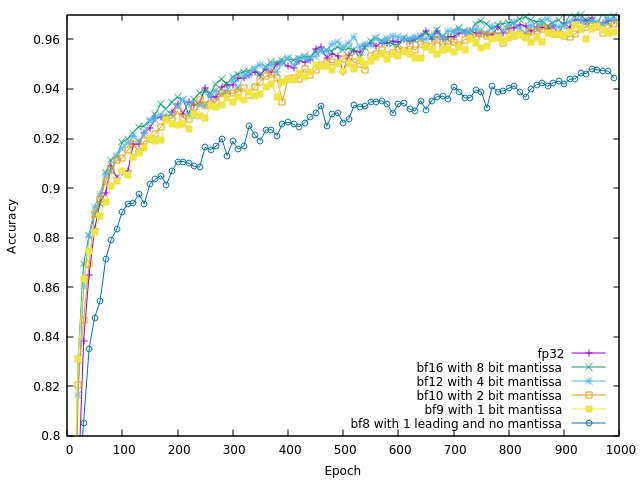 0.96
0.94
0.92
0.9
0.88
0.86
0.84
0.82
0.8
Accuracy
fp32
bf16 with 8 bit mantissa
bf12 with 4 bit mantissa
bf10 with 2 bit mantissa
bf9 with 1 bit mantissa
bf8 with 1 leading and no mantissa
0 100 200 300 400 500 600 700 800 900 1000
Epoch